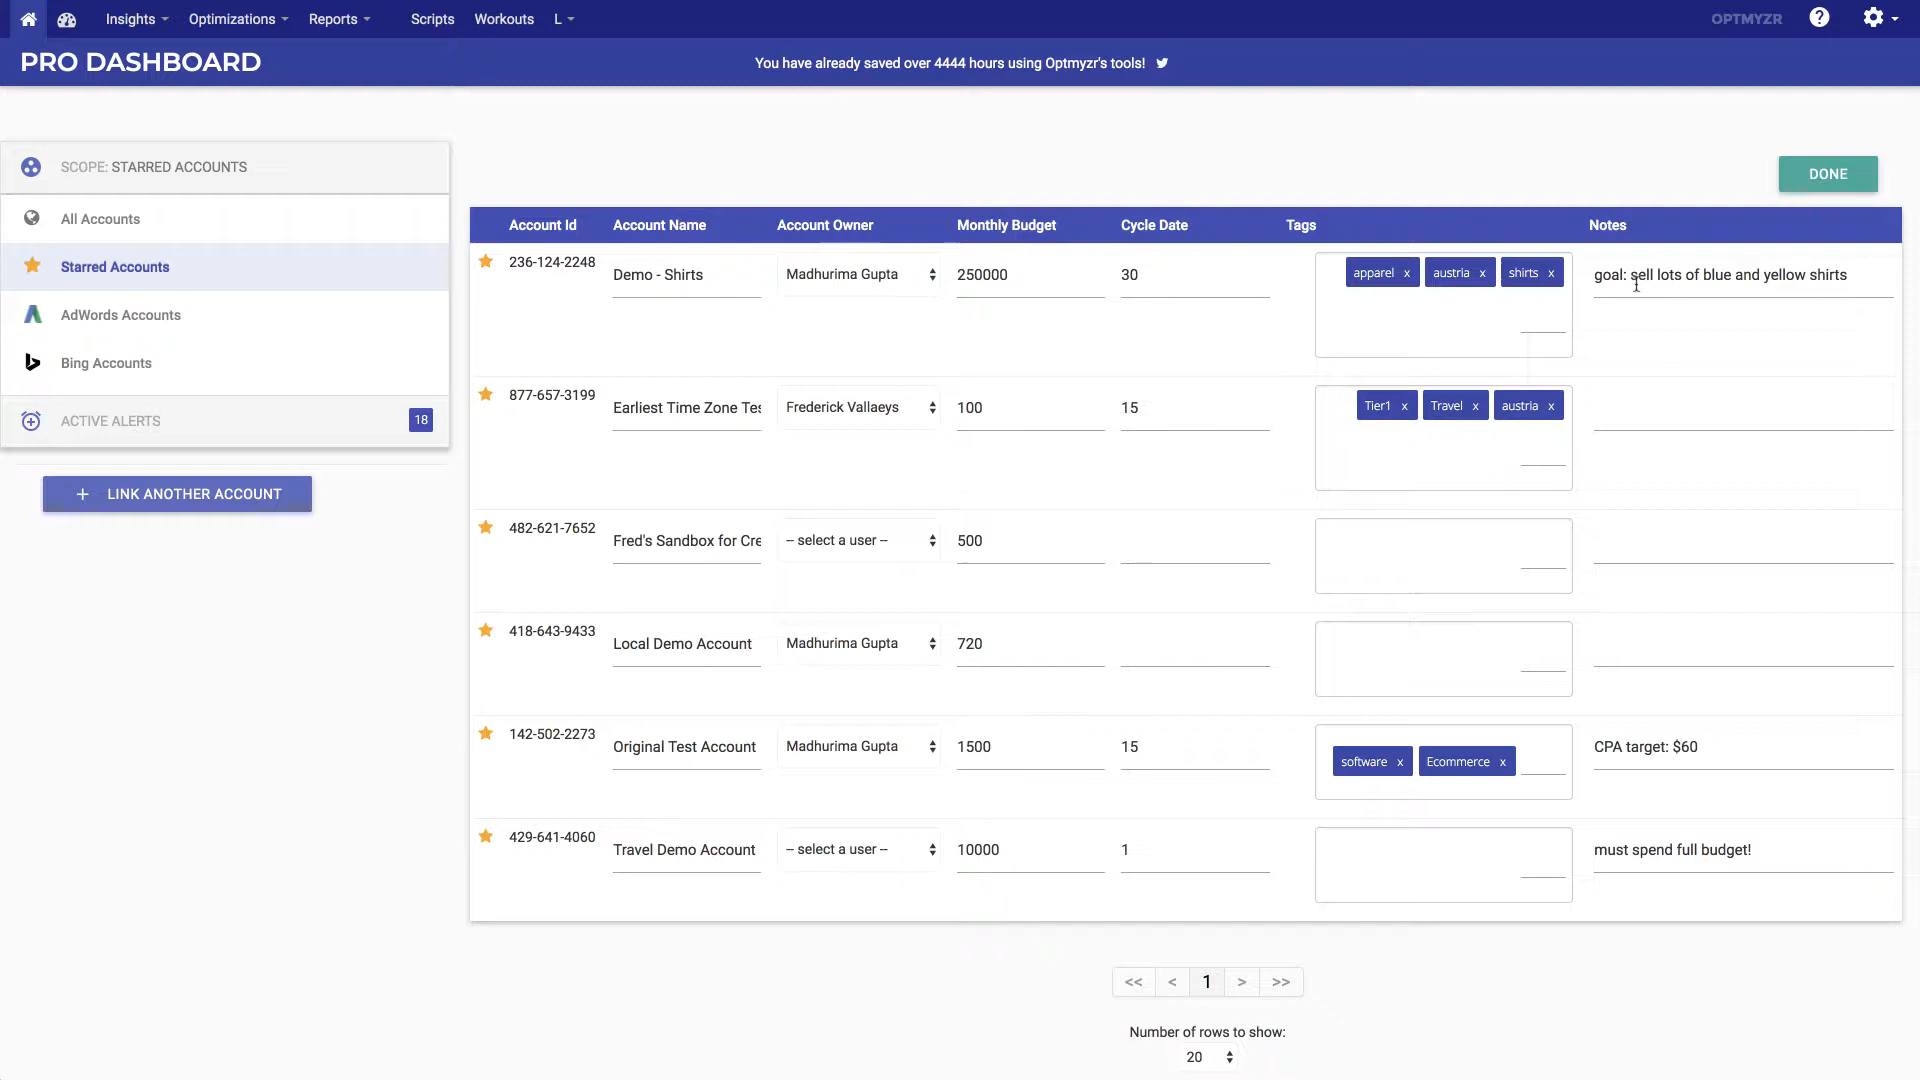 Insights Optimizations Reports Scripts Workouts L OPTMYZR ?
PRO DASHBOARD You have already saved over 4444 hours using Optmyzr's tools!
SCOPE: STARRED ACCOUNTS
All Accounts
Starred Accounts
AdWords Accounts
Bing Accounts
ACTIVE ALERTS 18
+ LINK ANOTHER ACCOUNT
DONE
Account Id Account Name Account Owner Monthly Budget Cycle Date Tags Notes
236-124-2248 Demo - Shirts Madhurima Gupta 250000 30 apparel x austria x shirts x goal: sell lots of blue and yellow shirts
877-657-3199 Earliest Time Zone Tes Frederick Vallaeys 100 15 Tier1 x Travel x austria x
482-621-7652 Fred's Sandbox for Cre -- select a user -- 500
418-643-9433 Local Demo Account Madhurima Gupta 720
142-502-2273 Original Test Account Madhurima Gupta 1500 15 software x Ecommerce x CPA target: $60
429-641-4060 Travel Demo Account -- select a user -- 10000 1 must spend full budget!
<< < 1 > >>
Number of rows to show:
20